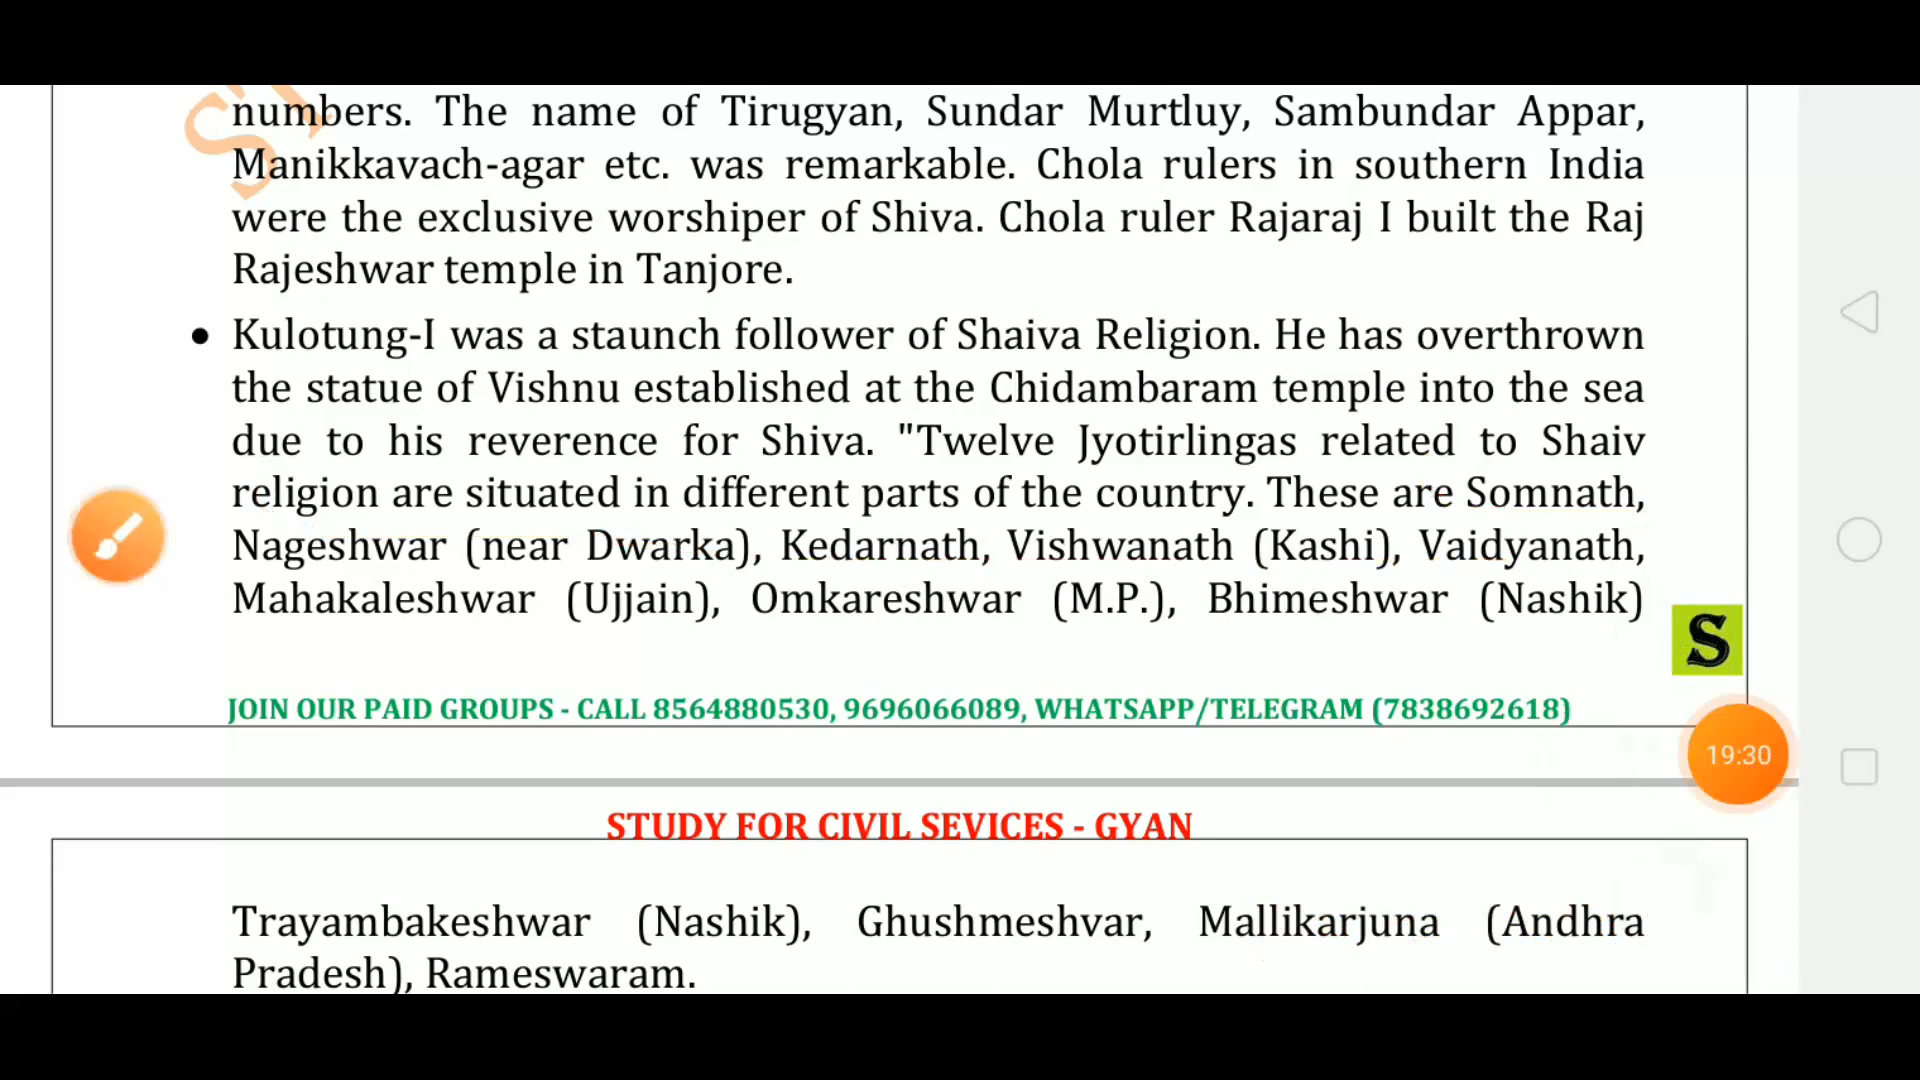 numbers. The name of Tirugyan, Sundar Murtluy, Sambundar Appar,
Manikkavach-agar etc. was remarkable. Chola rulers in southern India
were the exclusive worshiper of Shiva. Chola ruler Rajaraj I built the Raj
Rajeshwar temple in Tanjore.
• Kulotung-I was a staunch follower of Shaiva Religion. He has overthrown
the statue of Vishnu established at the Chidambaram temple into the sea
due to his reverence for Shiva. "Twelve Jyotirlingas related to Shaiv
religion are situated in different parts of the country. These are Somnath,
Nageshwar (near Dwarka), Kedarnath, Vishwanath (Kashi), Vaidyanath,
Mahakaleshwar (Ujjain), Omkareshwar (M.P.), Bhimeshwar (Nashik)
S
JOIN OUR PAID GROUPS - CALL 8564880530, 9696066089, WHATSAPP/TELEGRAM (7838692618)
19:30
STUDY FOR CIVIL SEVICES - GYAN
Trayambakeshwar (Nashik), Ghushmeshvar, Mallikarjuna (Andhra
Pradesh), Rameswaram.